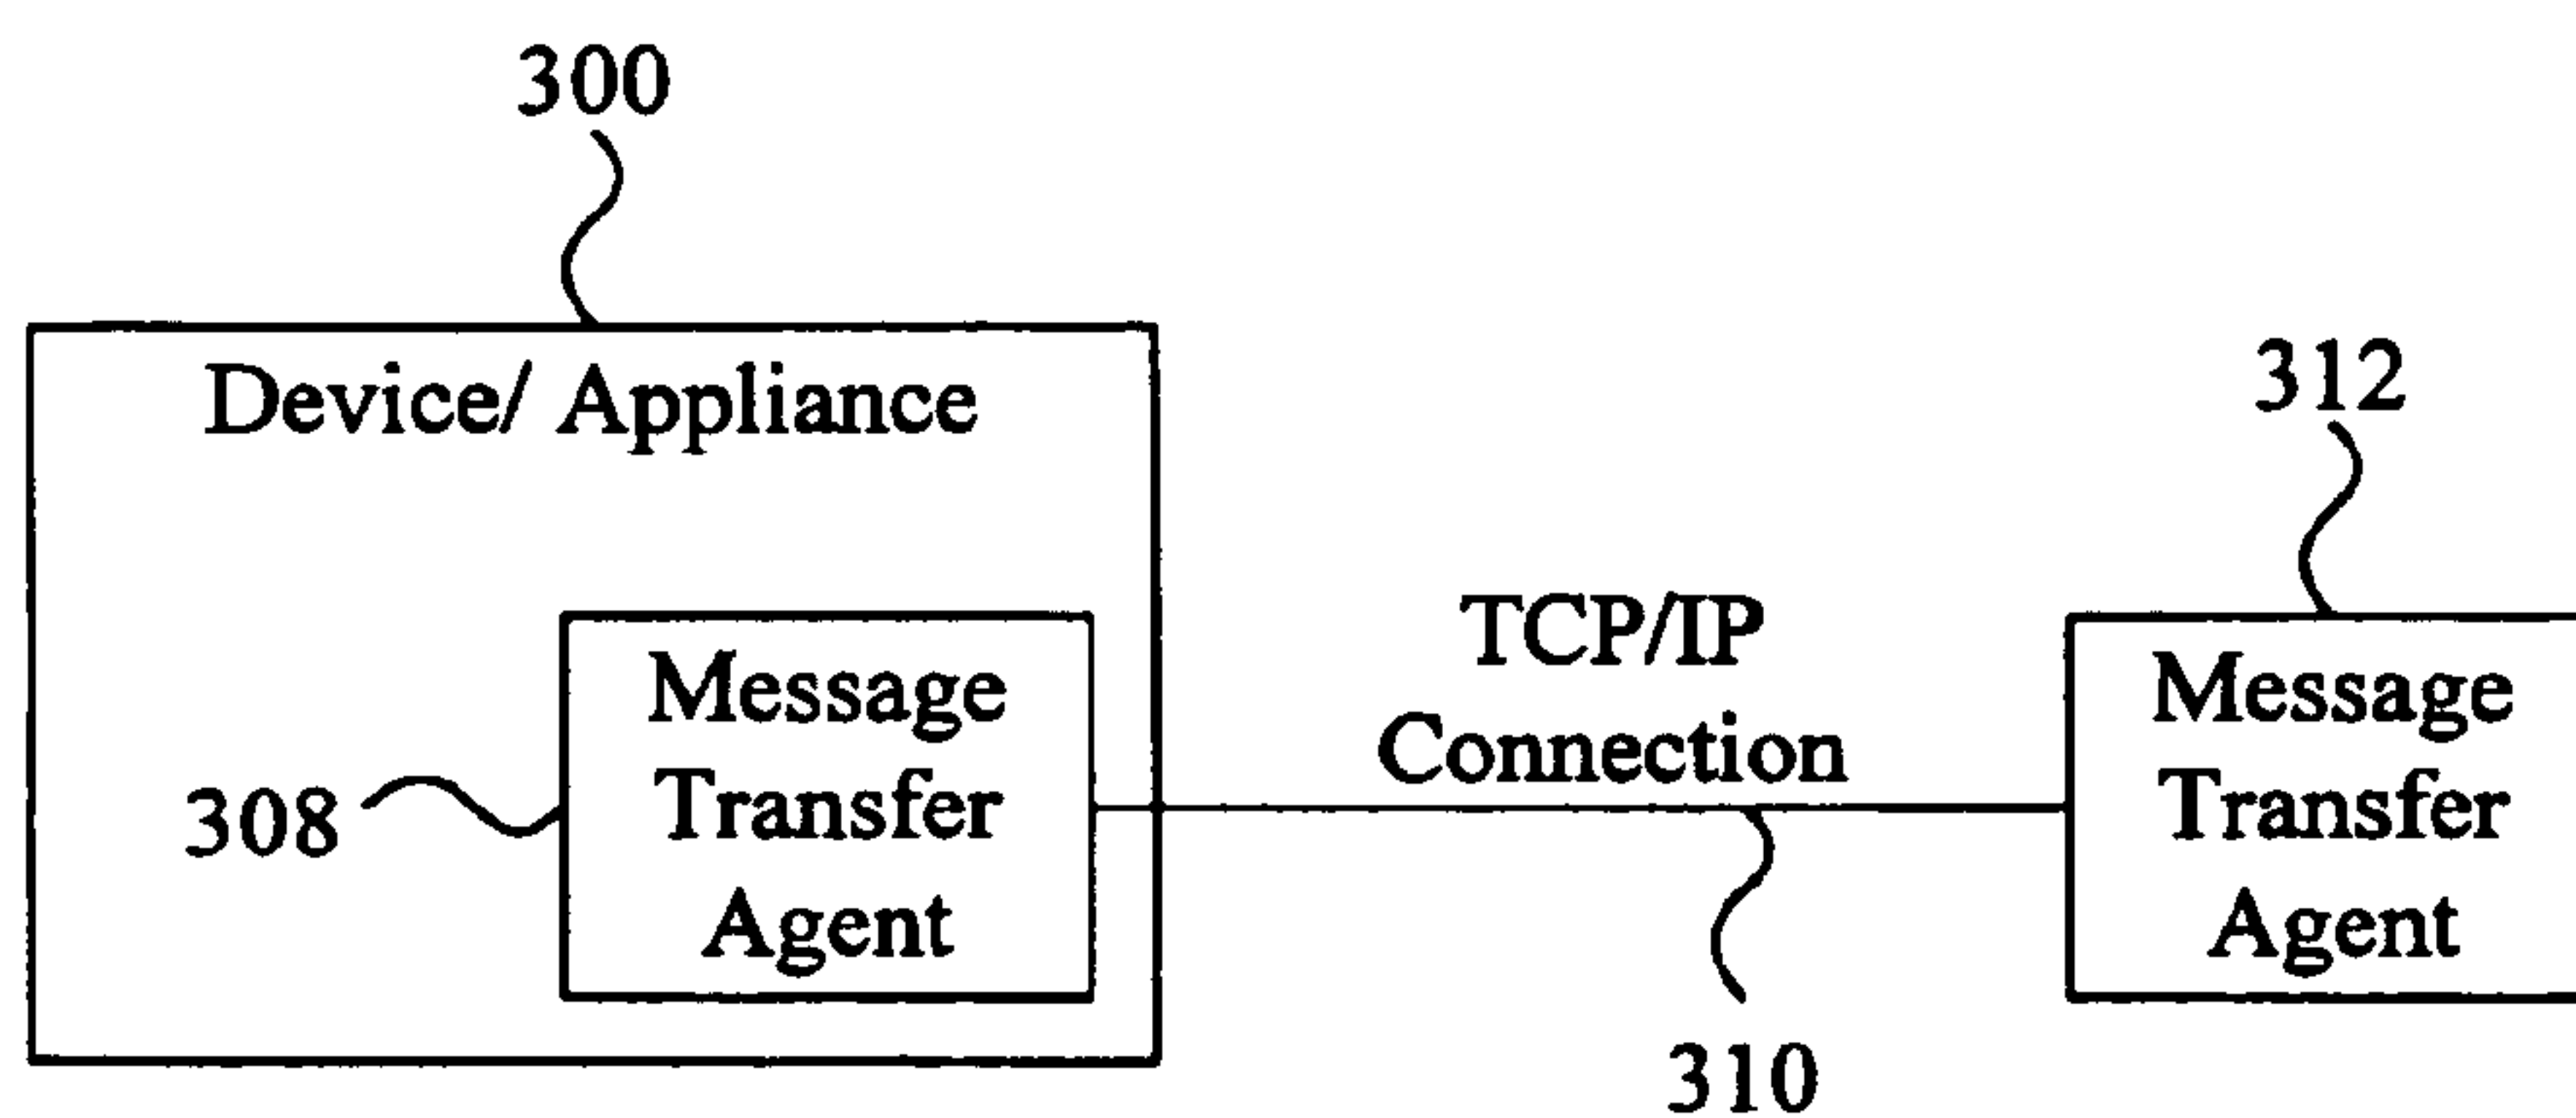 300
Device/ Appliance
312
TCP/IP
Connection
Message
Transfer
Agent
308
Message
Transfer
Agent
310